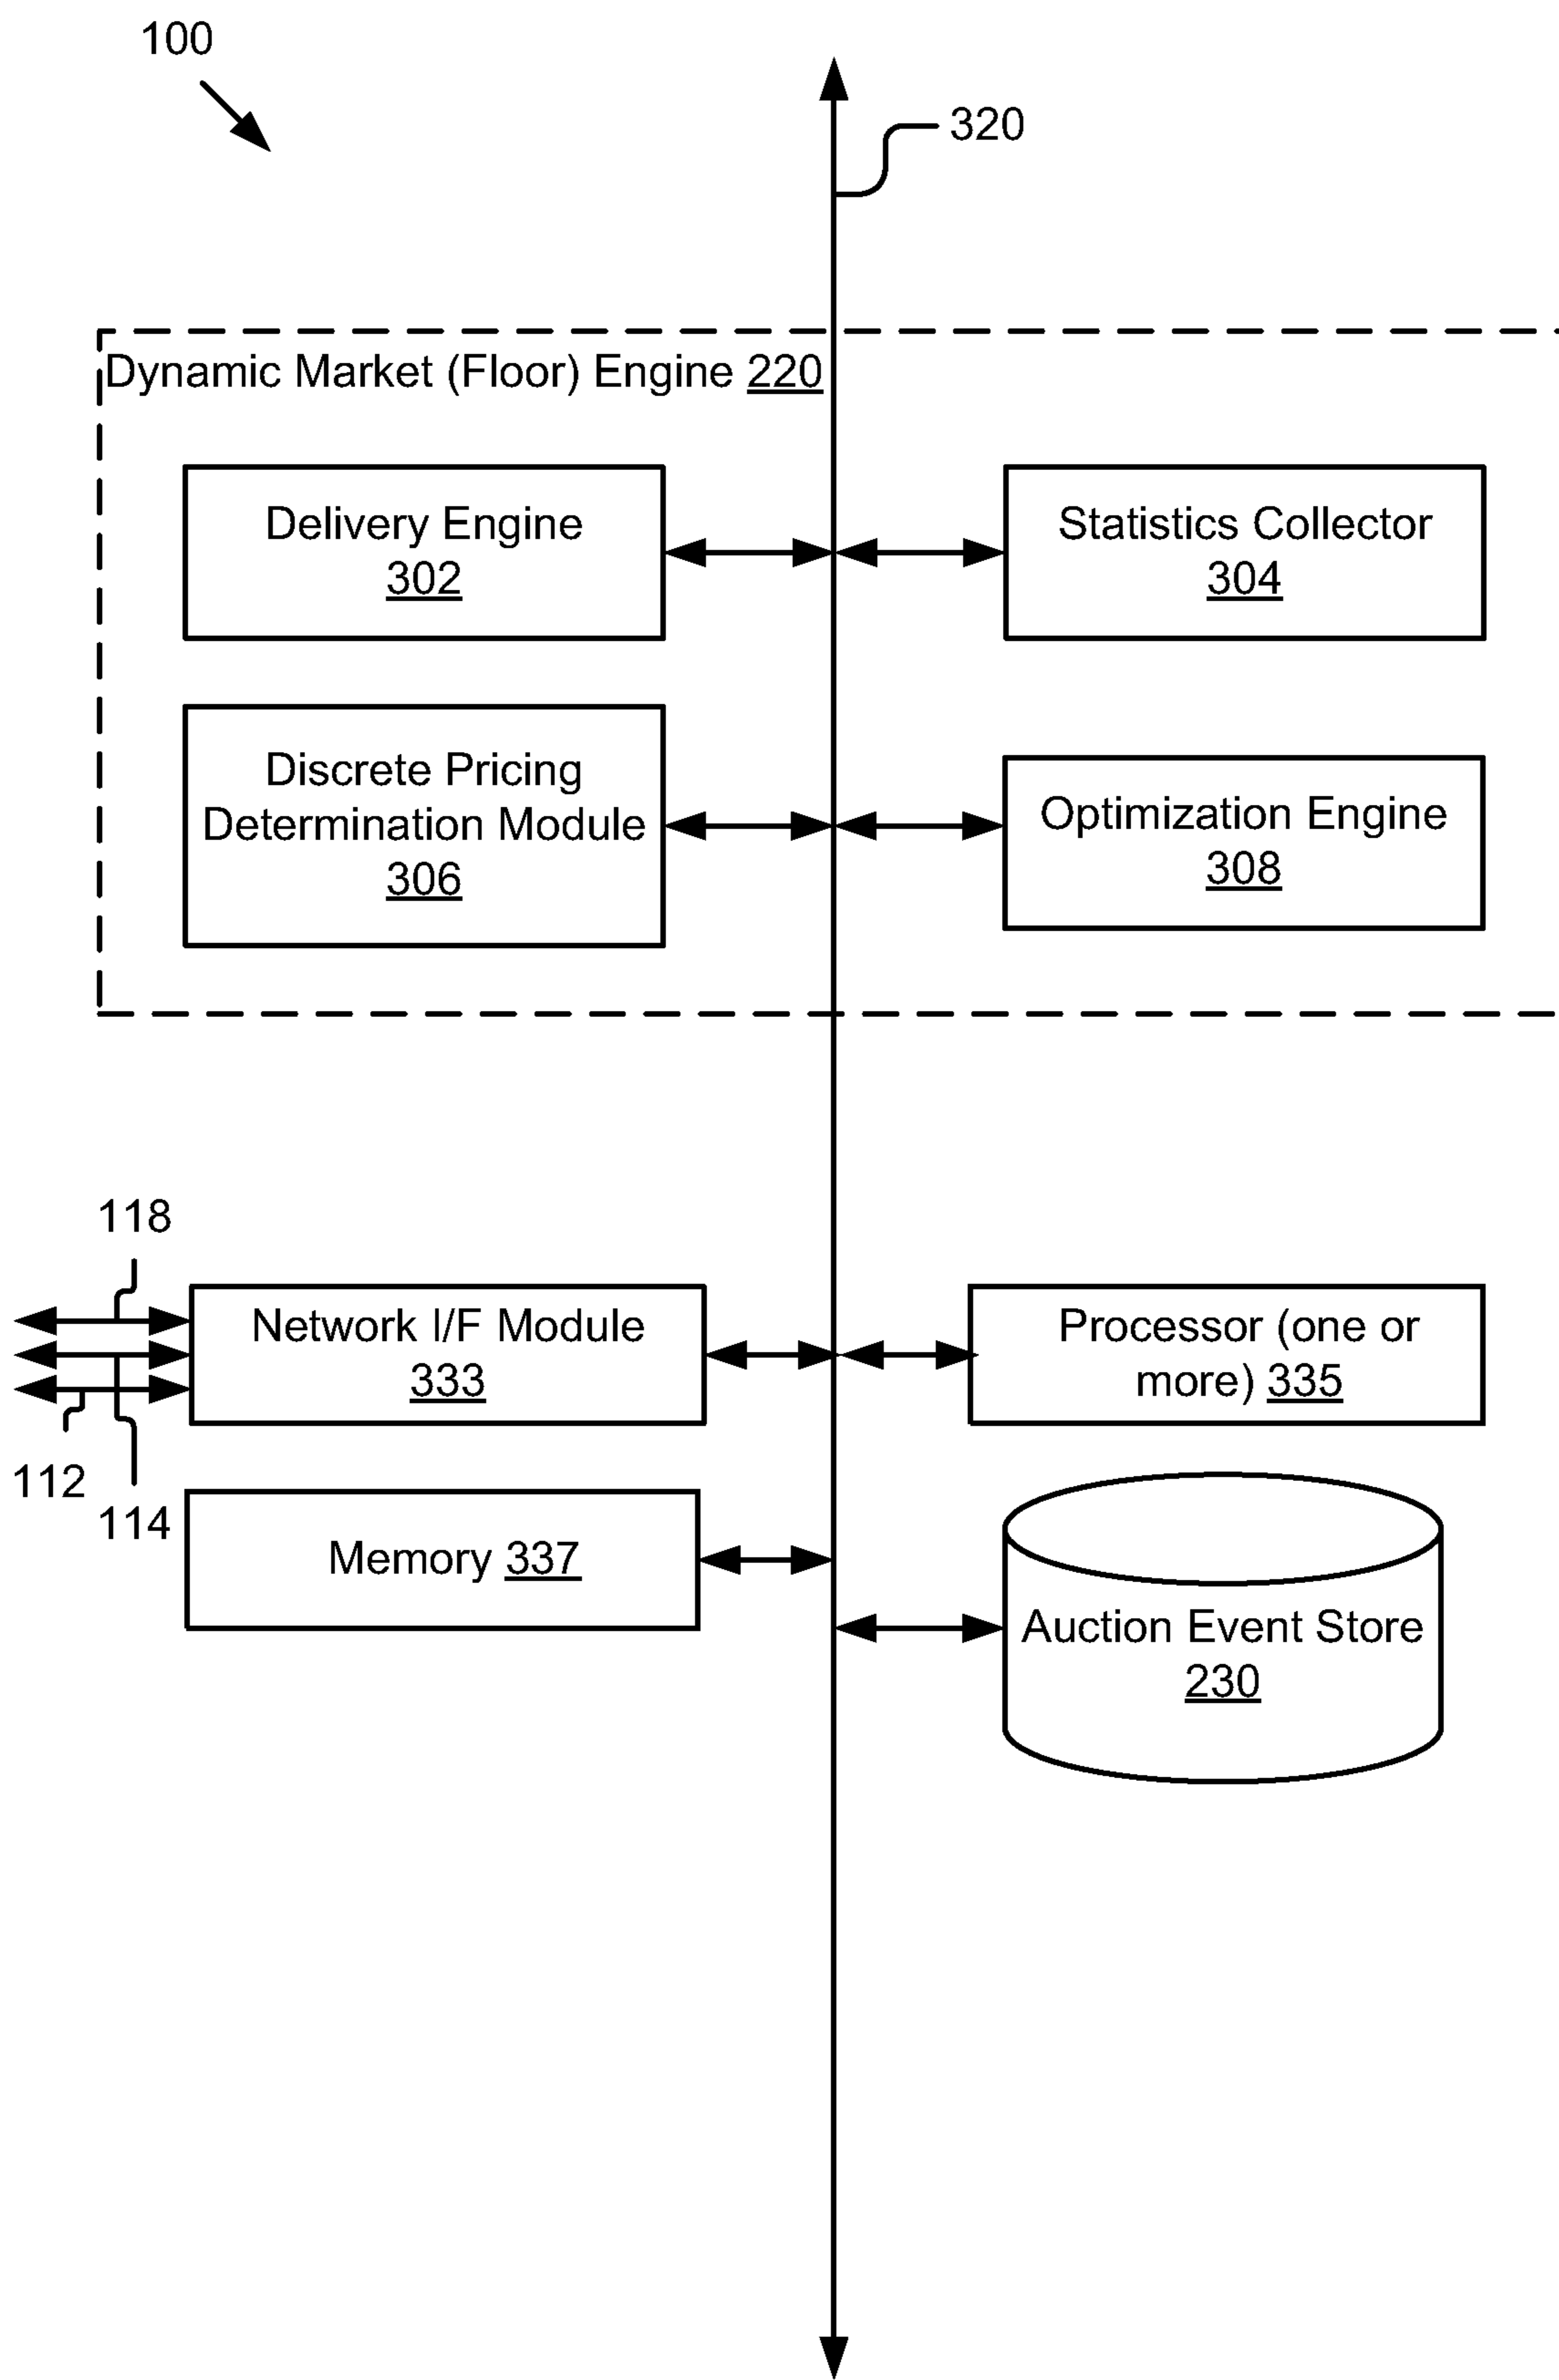 100
320
Dynamic Market (Floor) Engine 220
Delivery Engine
302
Statistics Collector
304
Discrete Pricing
Determination Module
306
Optimization Engine
308
118
Network I/F Module
333
Processor (one or
more) 335
112
114
Memory 337
Auction Event Store
230